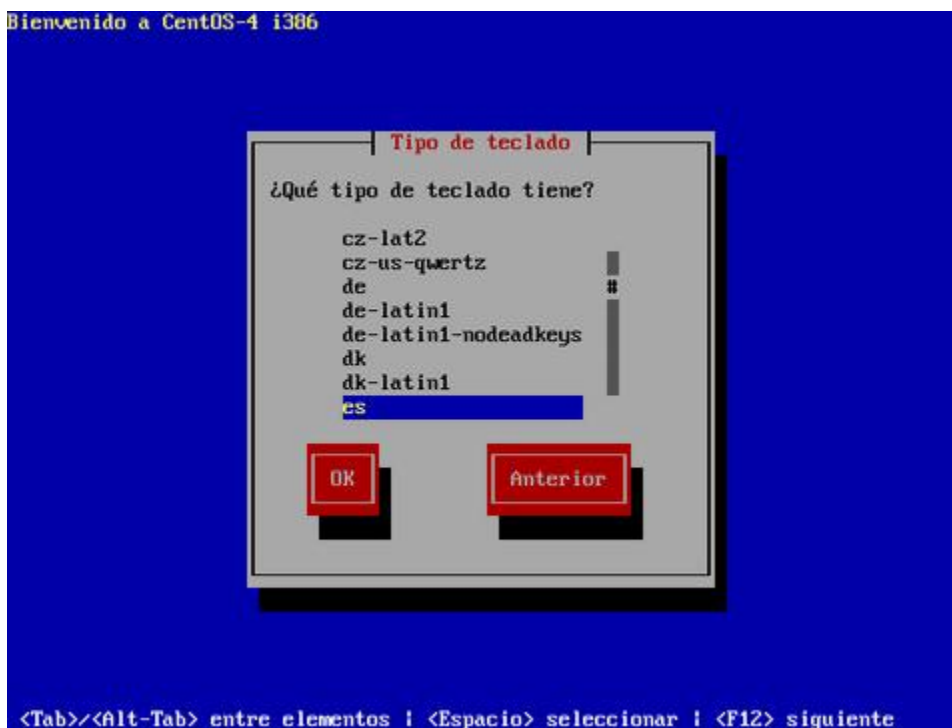 Bienvenido a CentOS-4 i386
Tipo de teclado
¿Qué tipo de teclado tiene?
cz-lat2
cz-us-qwertz
de
#
de-latin1
de-latin1-nodeadkeys
dk
dk-latin1
es
OK
Anterior
<Tab>/<Alt-Tab> entre elementos | <Espacio> seleccionar | <F12> siguiente